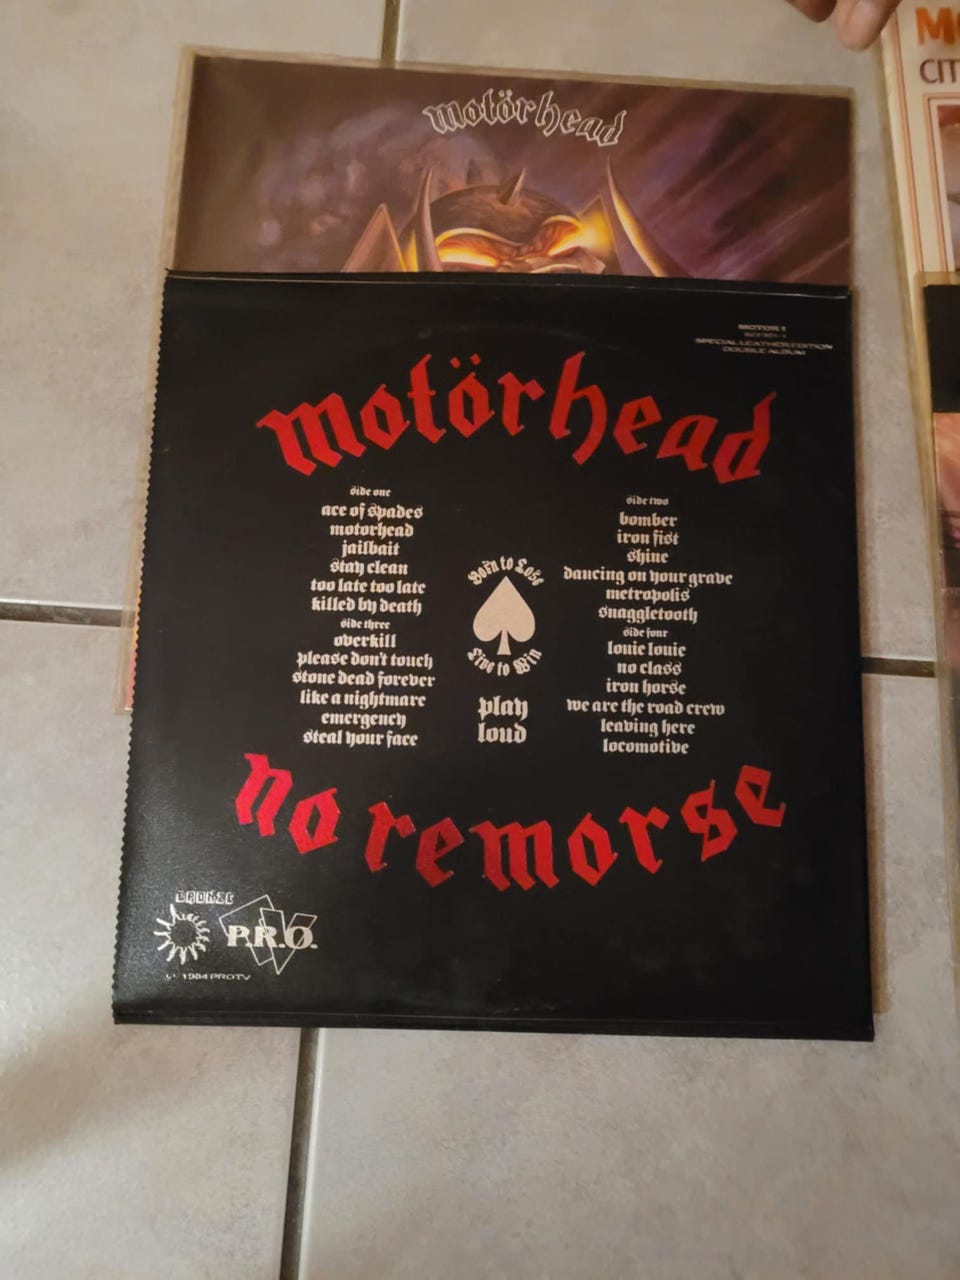 motörhead
MOTOR 1
SPECIAL LEATHER EDITION
DOUBLE ALBUM
motörhead
side one
ace of spades
motorhead
jailbait
stay clean
too late too late
killed by death
side three
overkill
please don't touch
stone dead forever
like a nightmare
emergency
steal your face
Born to Lose
Live to Win
play
loud
side two
bomber
iron fist
shine
dancing on your grave
metropolis
snaggletooth
side four
louie louie
no class
iron horse
we are the road crew
leaving here
locomotive
no remorse
BRONZE
P.R.O.
1984 PROTV
CIT